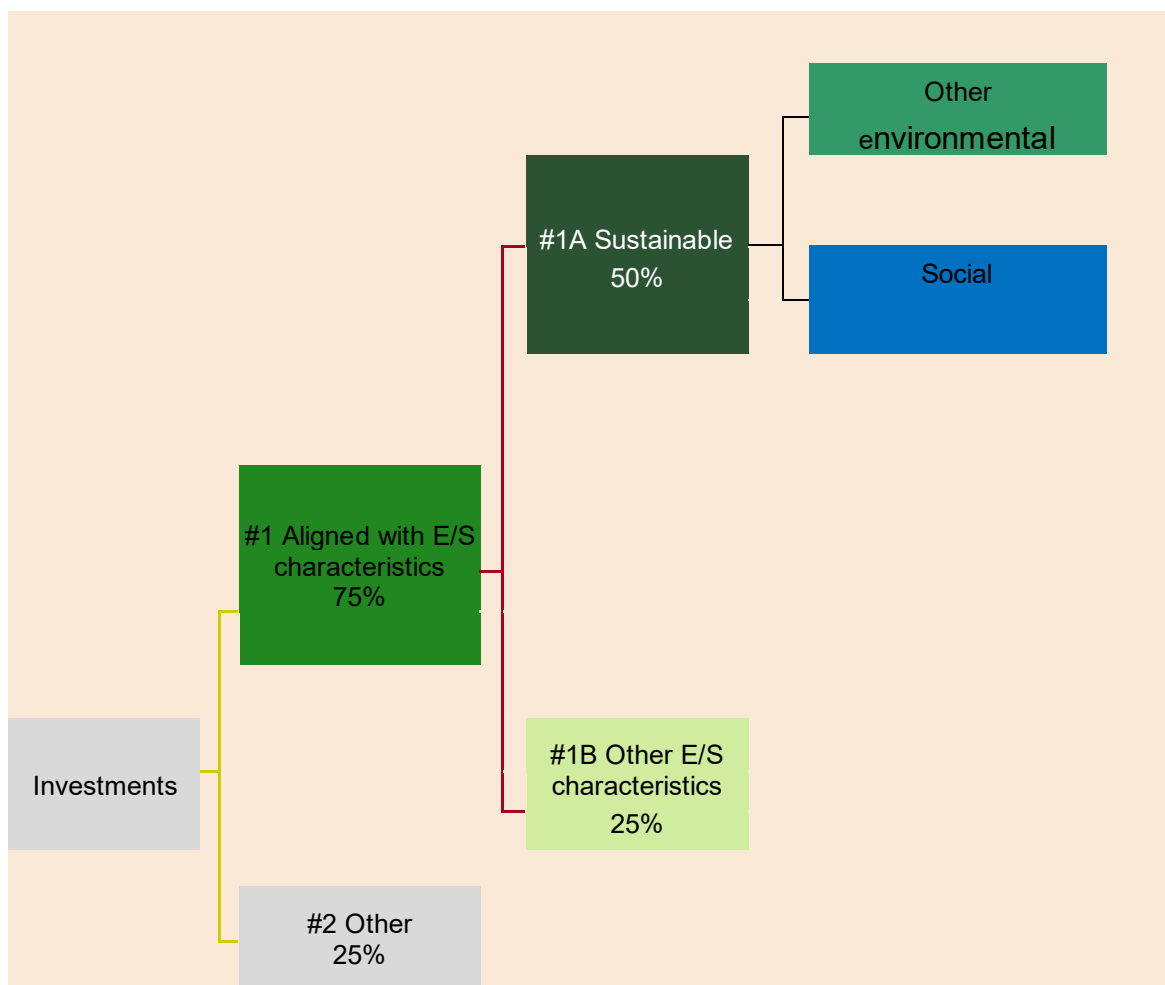 Other
environmental
#1A Sustainable
50%
Social
#1 Aligned with E/S
characteristics
75%
#1B Other E/S
characteristics
25%
Investments
#2 Other
25%